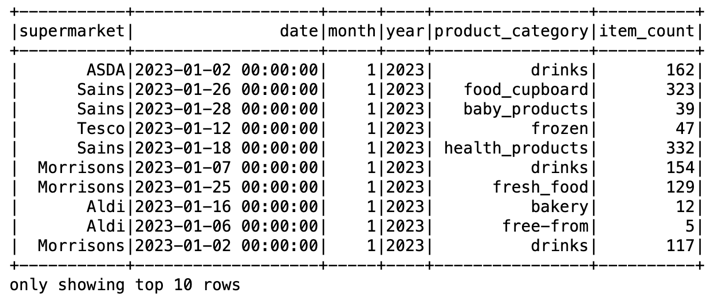 +-----------+-------------------+-----+----+----------------+----------+
|supermarket|               date|month|year|product_category|item_count|
+-----------+-------------------+-----+----+----------------+----------+
|       ASDA|2023-01-02 00:00:00|    1|2023|          drinks|       162|
|      Sains|2023-01-26 00:00:00|    1|2023|   food_cupboard|       323|
|      Sains|2023-01-28 00:00:00|    1|2023|   baby_products|        39|
|      Tesco|2023-01-12 00:00:00|    1|2023|          frozen|        47|
|      Sains|2023-01-18 00:00:00|    1|2023| health_products|       332|
|  Morrisons|2023-01-07 00:00:00|    1|2023|          drinks|       154|
|  Morrisons|2023-01-25 00:00:00|    1|2023|      fresh_food|       129|
|       Aldi|2023-01-16 00:00:00|    1|2023|          bakery|        12|
|       Aldi|2023-01-06 00:00:00|    1|2023|       free-from|         5|
|  Morrisons|2023-01-02 00:00:00|    1|2023|          drinks|       117|
+-----------+-------------------+-----+----+----------------+----------+
only showing top 10 rows